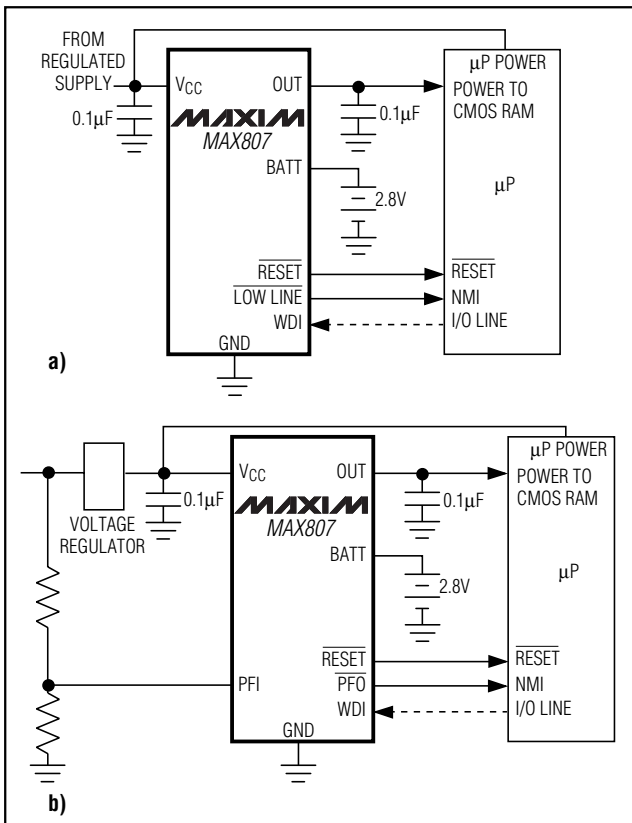 FROM
REGULATED
SUPPLY
0.1µF
VCC
OUT
MAXIM
MAX807
0.1µF
BATT
2.8V
RESET
LOW LINE
WDI
GND
µP POWER
POWER TO
CMOS RAM
µP
RESET
NMI
I/O LINE
a)
VOLTAGE
REGULATOR
0.1µF
VCC
OUT
MAXIM
MAX807
0.1µF
BATT
2.8V
PFI
RESET
PFO
WDI
GND
µP POWER
POWER TO
CMOS RAM
µP
RESET
NMI
I/O LINE
b)